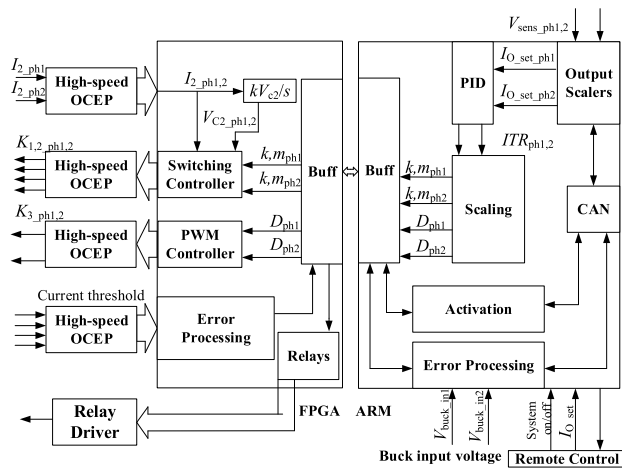 V_sens_ph1,2
I_2_ph1
I_2_ph2
High-speed
OCEP
I_2_ph1,2
kV_c2/s
V_C2_ph1,2
PID
I_O_set_ph1
I_O_set_ph2
Output
Scalers
K_1,2_ph1,2
High-speed
OCEP
Switching
Controller
k,m_ph1
k,m_ph2
Buff
Buff
ITR_ph1,2
k,m_ph1
k,m_ph2
Scaling
CAN
K_3_ph1,2
High-speed
OCEP
PWM
Controller
D_ph1
D_ph2
D_ph1
D_ph2
Current threshold
High-speed
OCEP
Error
Processing
Relays
Activation
Error Processing
Relay
Driver
FPGA
ARM
V_buck_in1
V_buck_in2
System
on/off
I_O_set
Buck input voltage
Remote Control